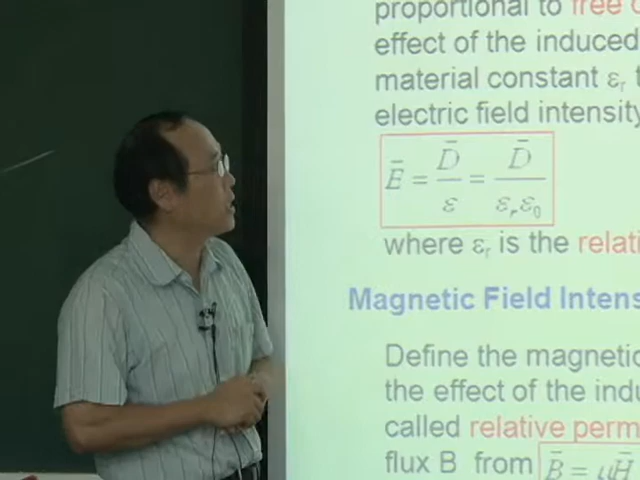 proportional to free
effect of the induced
material constant εᵣ
electric field intensity
Ē = D̄/ε = D̄/(εᵣε₀)
where εᵣ is the relati
Magnetic Field Intens
Define the magnetic
the effect of the indu
called relative perm
flux B from B̄ = μH̄